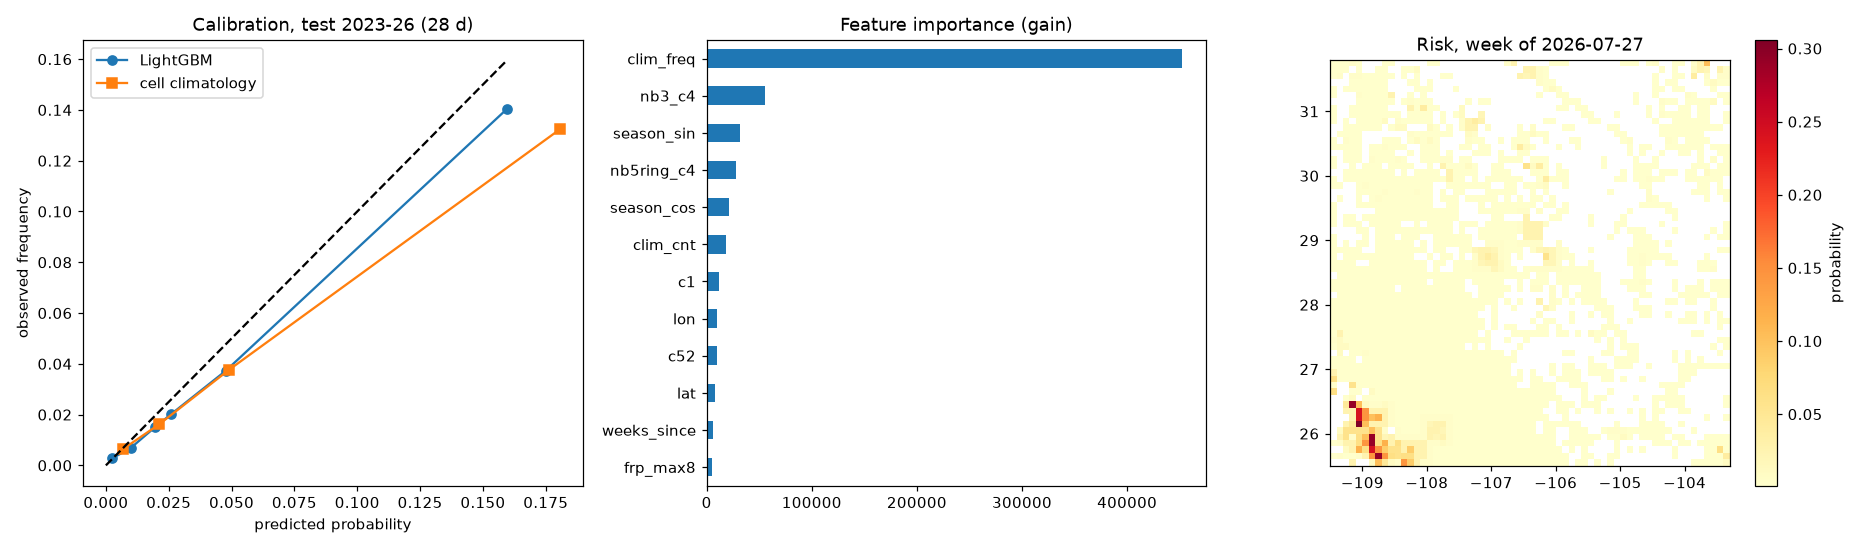 Calibration, test 2023-26 (28 d)
LightGBM
cell climatology
0.16
0.14
0.12
0.10
0.08
0.06
0.04
0.02
0.00
observed frequency
0.000
0.025
0.050
0.075
0.100
0.125
0.150
0.175
predicted probability
Feature importance (gain)
clim_freq
nb3_c4
season_sin
nb5ring_c4
season_cos
clim_cnt
c1
lon
c52
lat
weeks_since
frp_max8
0
100000
200000
300000
400000
Risk, week of 2026-07-27
31
30
29
28
27
26
−109
−108
−107
−106
−105
−104
0.30
0.25
0.20
0.15
0.10
0.05
probability